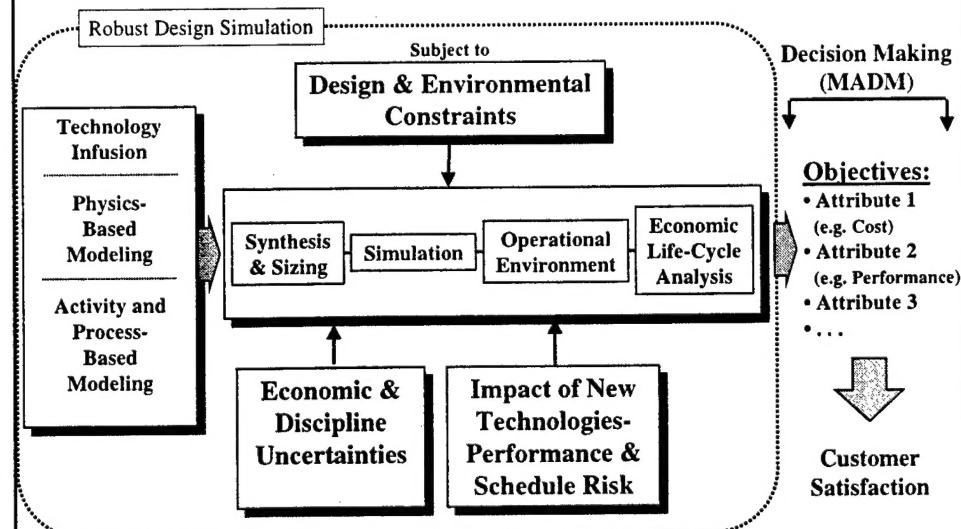 Robust Design Simulation
Subject to
Design & Environmental
Constraints
Technology
Infusion
Physics-
Based
Modeling
Activity and
Process-
Based
Modeling
Synthesis
& Sizing
Simulation
Operational
Environment
Economic
Life-Cycle
Analysis
Economic &
Discipline
Uncertainties
Impact of New
Technologies-
Performance &
Schedule Risk
Decision Making
(MADM)
Objectives:
• Attribute 1
(e.g. Cost)
• Attribute 2
(e.g. Performance)
• Attribute 3
• . . .
Customer
Satisfaction